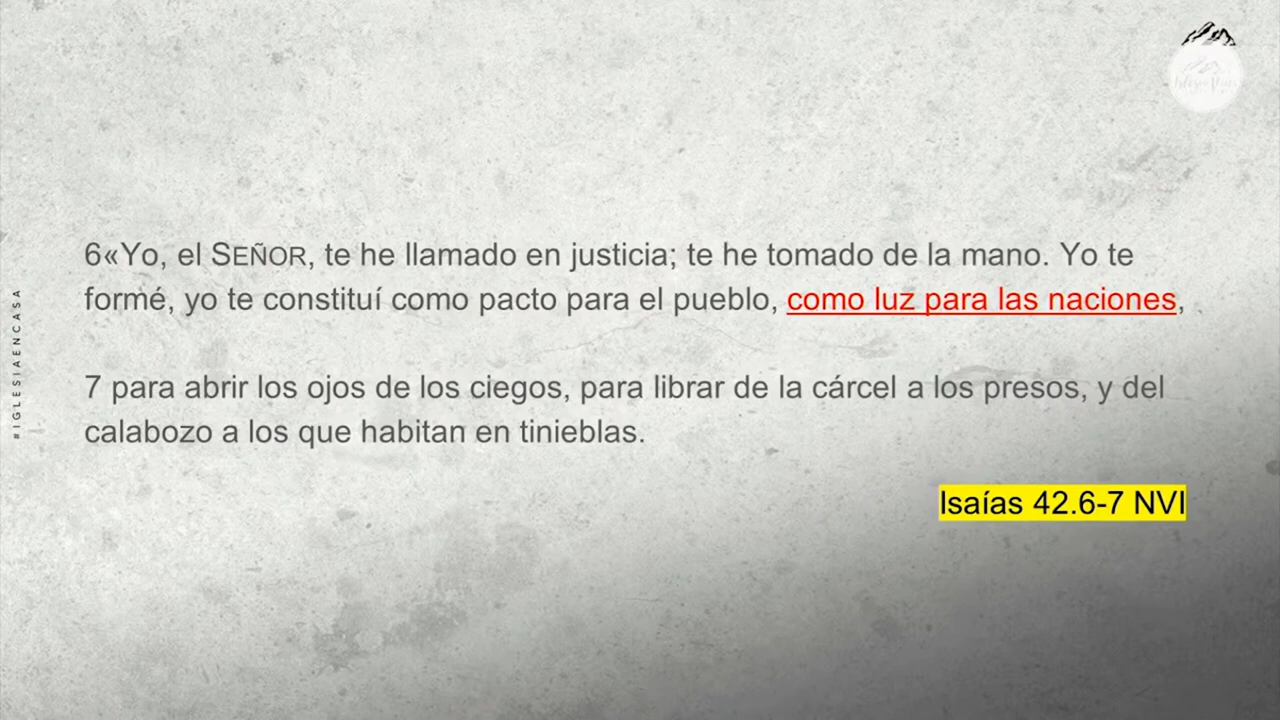 6«Yo, el SEÑOR, te he llamado en justicia; te he tomado de la mano. Yo te
formé, yo te constituí como pacto para el pueblo, como luz para las naciones,
7 para abrir los ojos de los ciegos, para librar de la cárcel a los presos, y del
calabozo a los que habitan en tinieblas.
Isaías 42.6-7 NVI
#IGLESIAENCASA